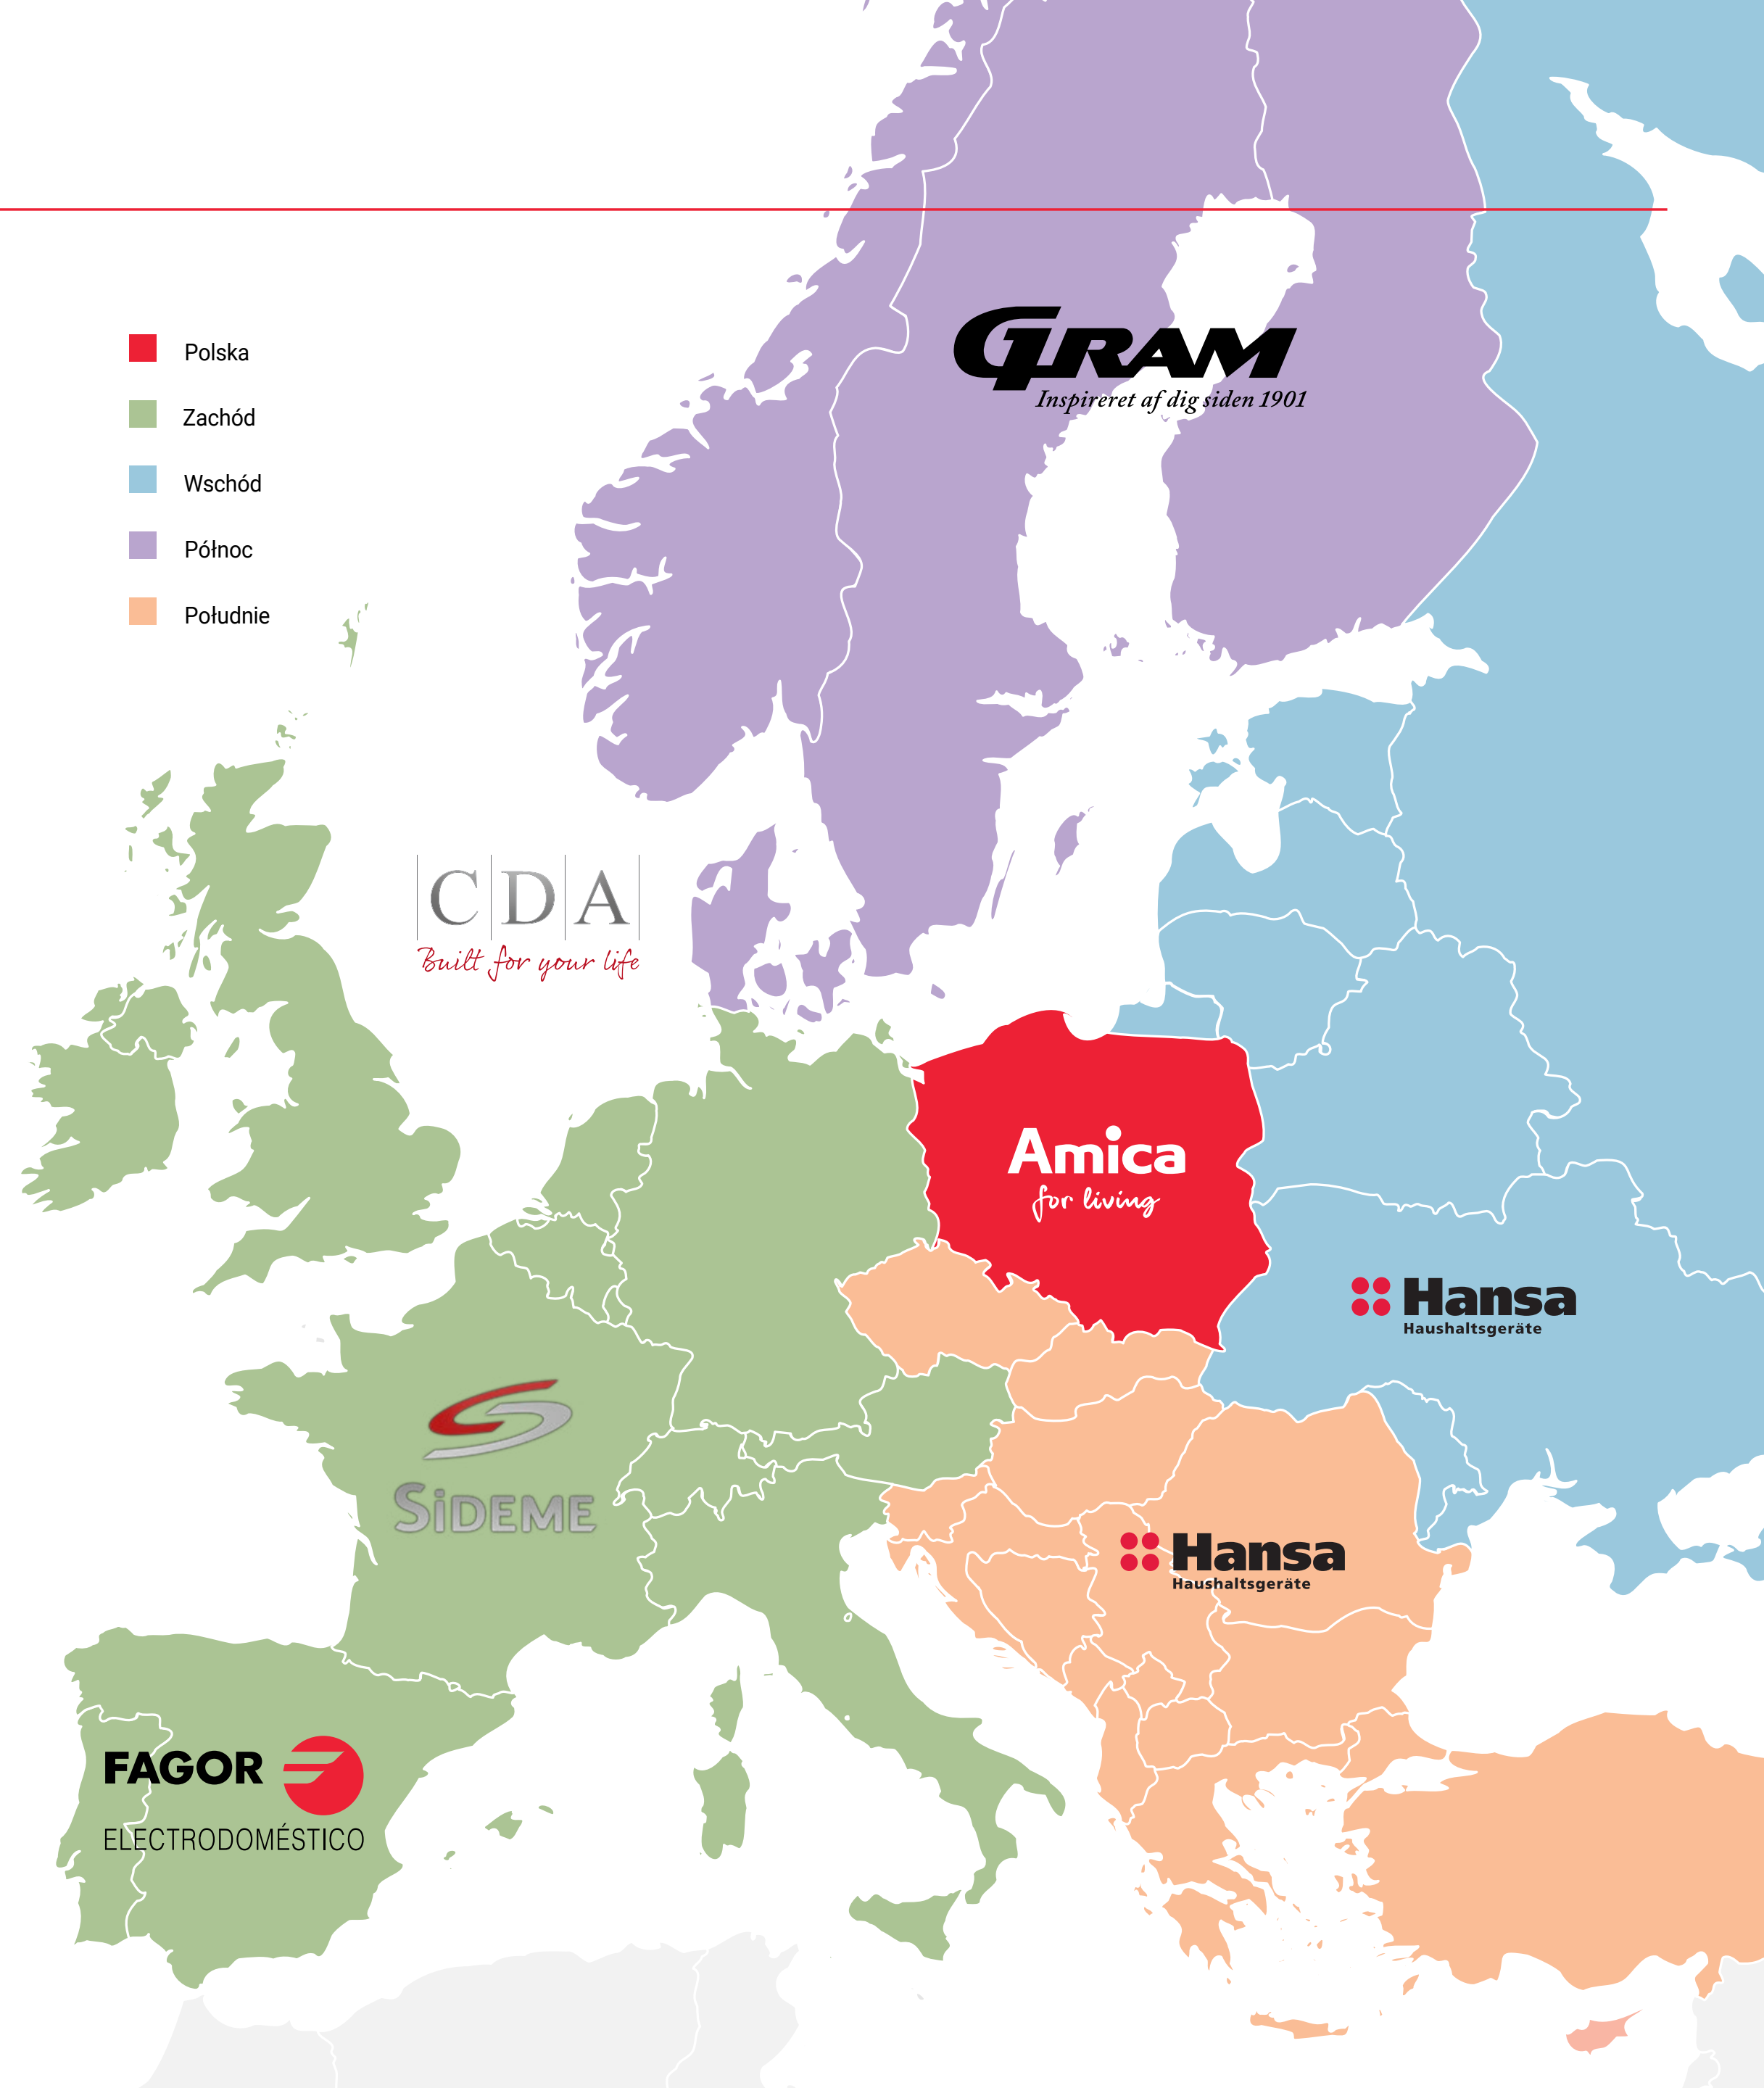 Polska
Zachód
Wschód
Północ
Południe
GRAM
Inspireret af dig siden 1901
CDA
Built for your life
Amica
for living
Hansa
Haushaltsgeräte
SiDEME
Hansa
Haushaltsgeräte
FAGOR
ELECTRODOMÉSTICO